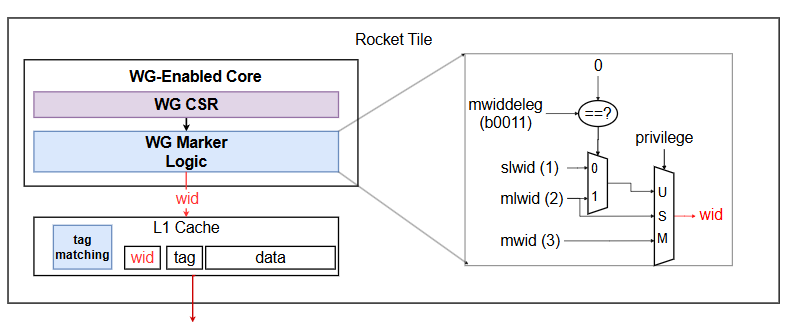 Rocket Tile
WG-Enabled Core
WG CSR
WG Marker
Logic
wid
L1 Cache
tag
matching
wid
tag
data
0
mwiddeleg
(b0011)
==?
privilege
slwid (1)
0
mlwid (2)
1
U
S
wid
mwid (3)
M